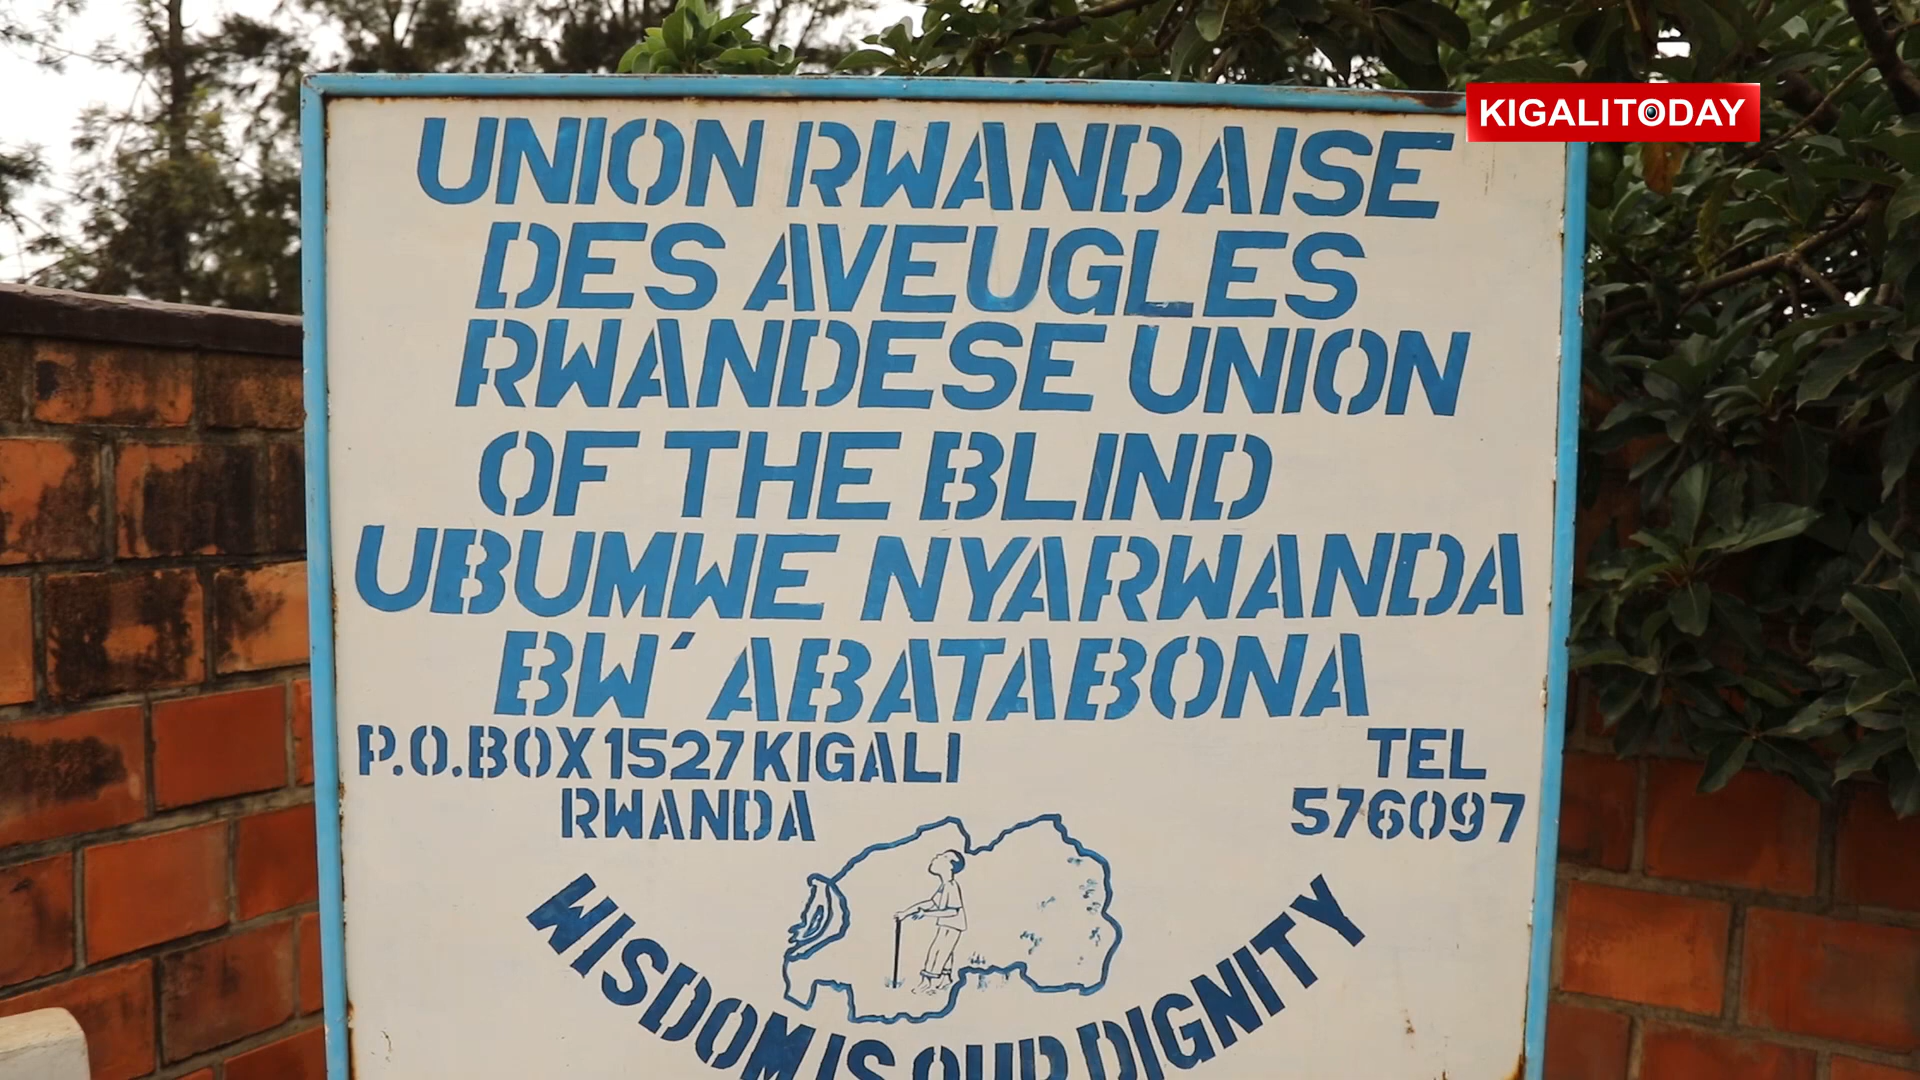 KIGALITODAY
UNION RWANDAISE
DES AVEUGLES
RWANDESE UNION
OF THE BLIND
UBUMWE NYARWANDA
BW' ABATABONA
P.O.BOX 1527 KIGALI
RWANDA
TEL
576097
WISDOM IS OUR DIGNITY